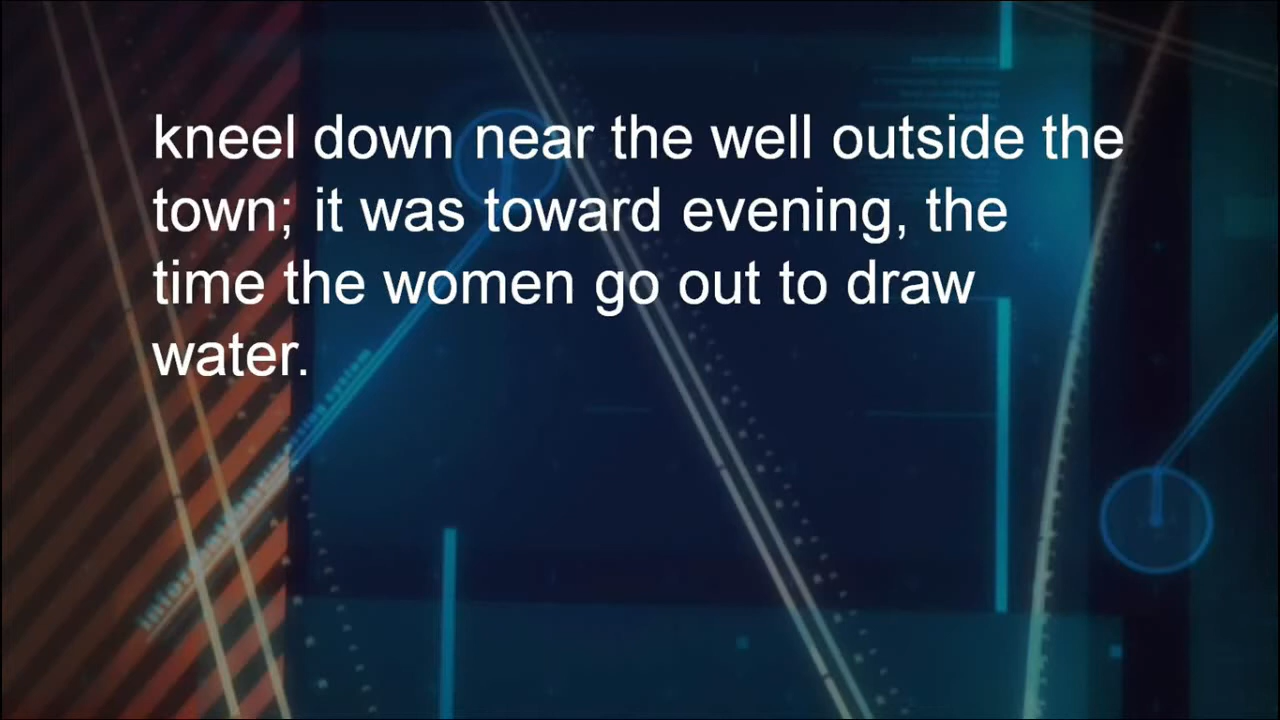 kneel down near the well outside the
town; it was toward evening, the
time the women go out to draw
water.